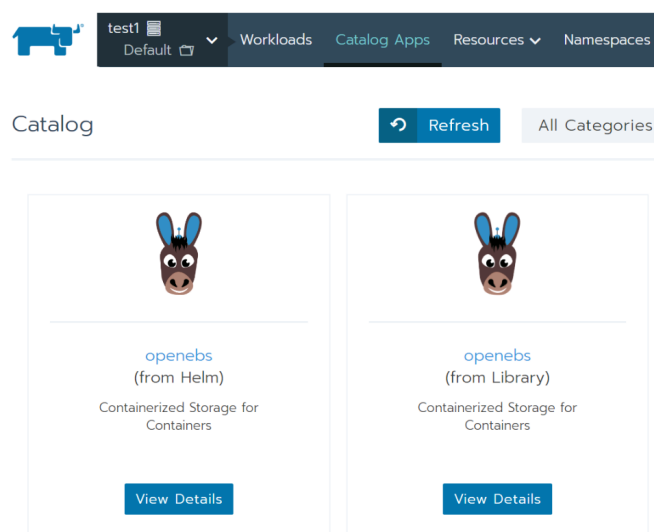 test1
Default
Workloads
Catalog Apps
Resources
Namespaces
Catalog
Refresh
All Categories
openebs
(from Helm)
Containerized Storage for
Containers
View Details
openebs
(from Library)
Containerized Storage for
Containers
View Details